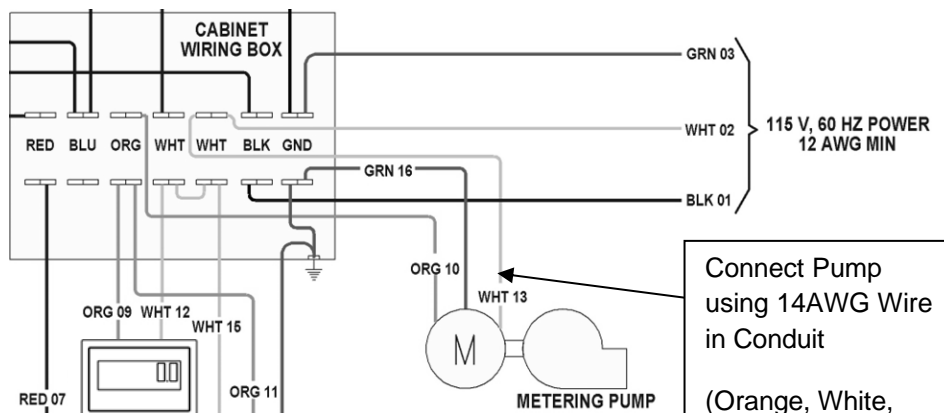 CABINET
WIRING BOX
GRN 03
WHT 02
115 V, 60 HZ POWER
12 AWG MIN
RED BLU ORG WHT WHT BLK GND
GRN 16
BLK 01
ORG 10
WHT 13
Connect Pump
using 14AWG Wire
in Conduit
(Orange, White,
ORG 09 WHT 12
WHT 15
M
RED 07
ORG 11
METERING PUMP